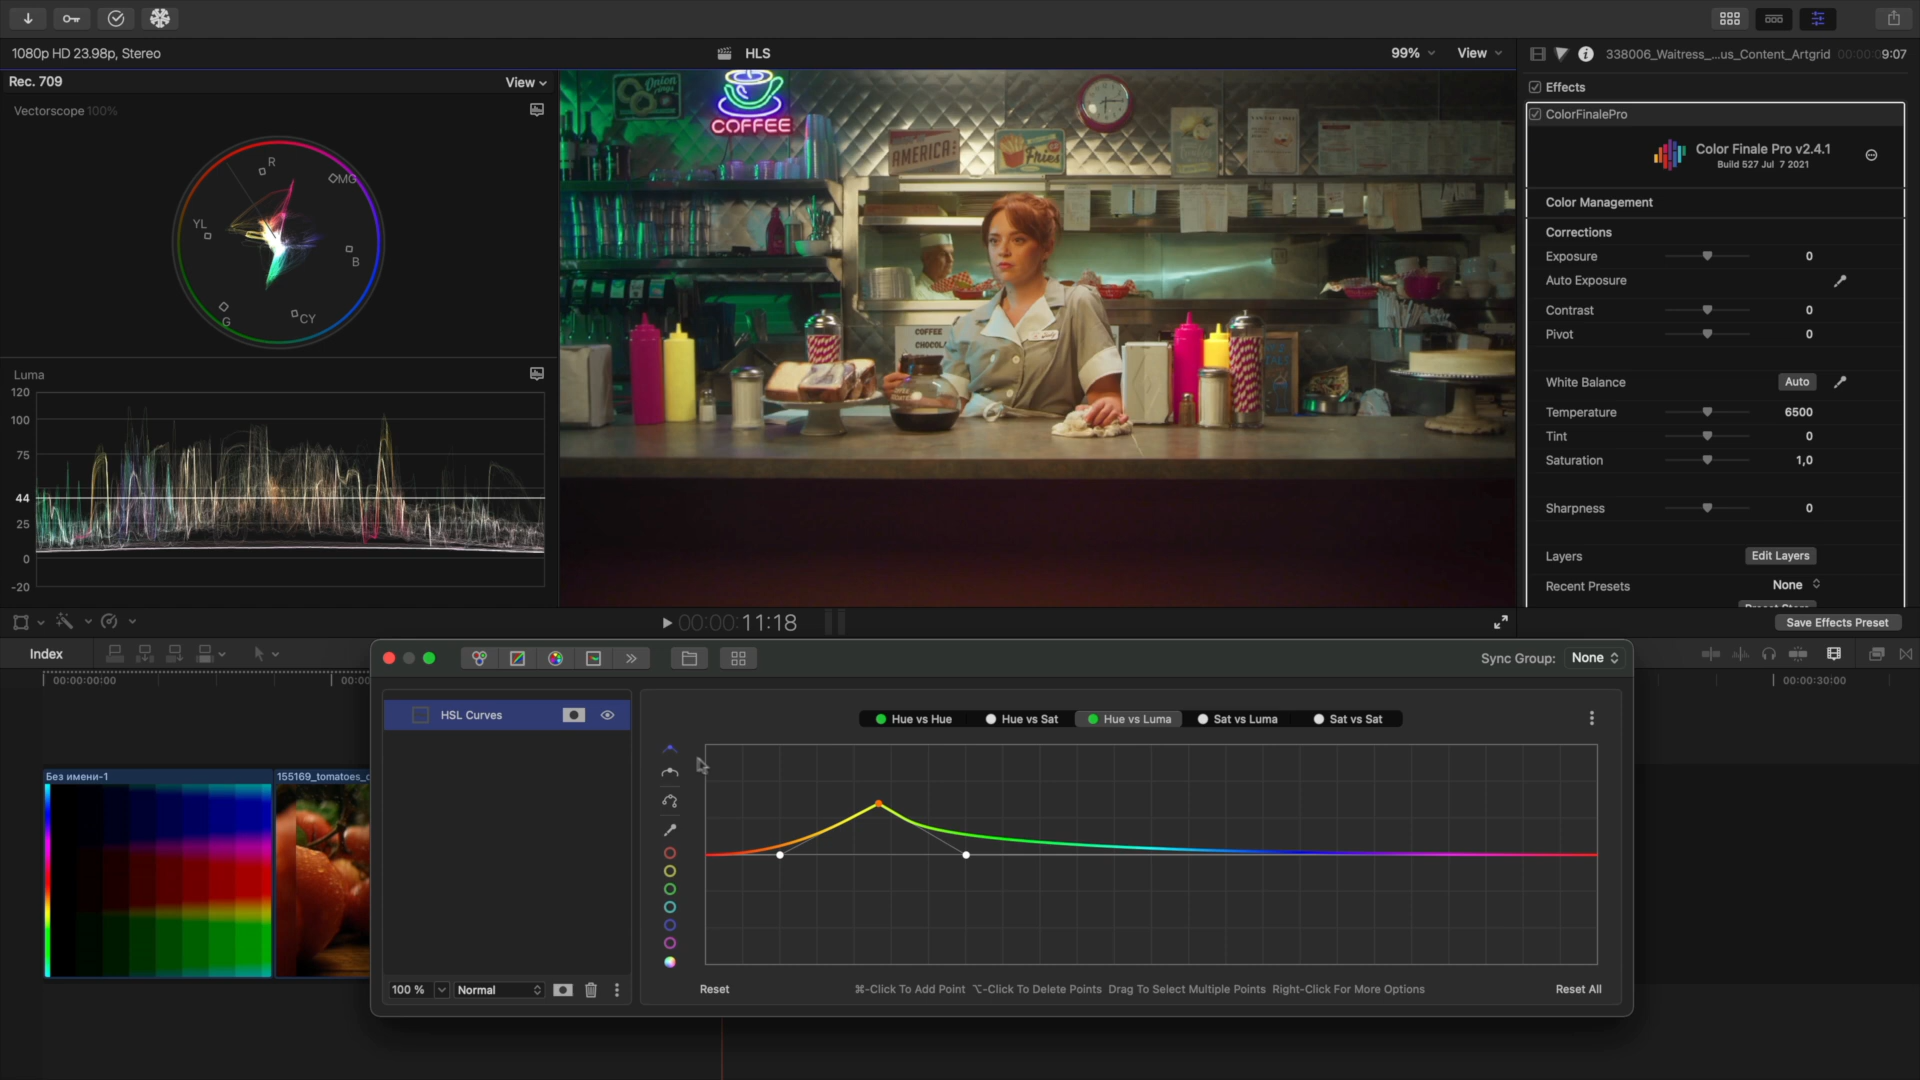 1080p HD 23.98p, Stereo
HLS
99%
View
338006_Waitress_...us_Content_Artgrid
00:00:09:07
Rec. 709
View
Vectorscope 100%
R
MG
YL
B
G
CY
Luma
120
100
75
44
25
0
-20
Onion rings
COFFEE
AMERICA
Fries
COFFEE
Effects
ColorFinalePro
Color Finale Pro v2.4.1
Build 527 Jul 7 2021
Color Management
Corrections
Exposure 0
Auto Exposure
Contrast 0
Pivot 0
White Balance Auto
Temperature 6500
Tint 0
Saturation 1,0
Sharpness 0
Layers Edit Layers
Recent Presets None
Save Effects Preset
00:00:11:18
Index
00:00:00:00
00:00:30:00
Sync Group: None
HSL Curves
Hue vs Hue
Hue vs Sat
Hue vs Luma
Sat vs Luma
Sat vs Sat
Без имени-1
155169_tomatoes_
100 %
Normal
Reset
⌘-Click To Add Point ⌥-Click To Delete Points Drag To Select Multiple Points Right-Click For More Options
Reset All